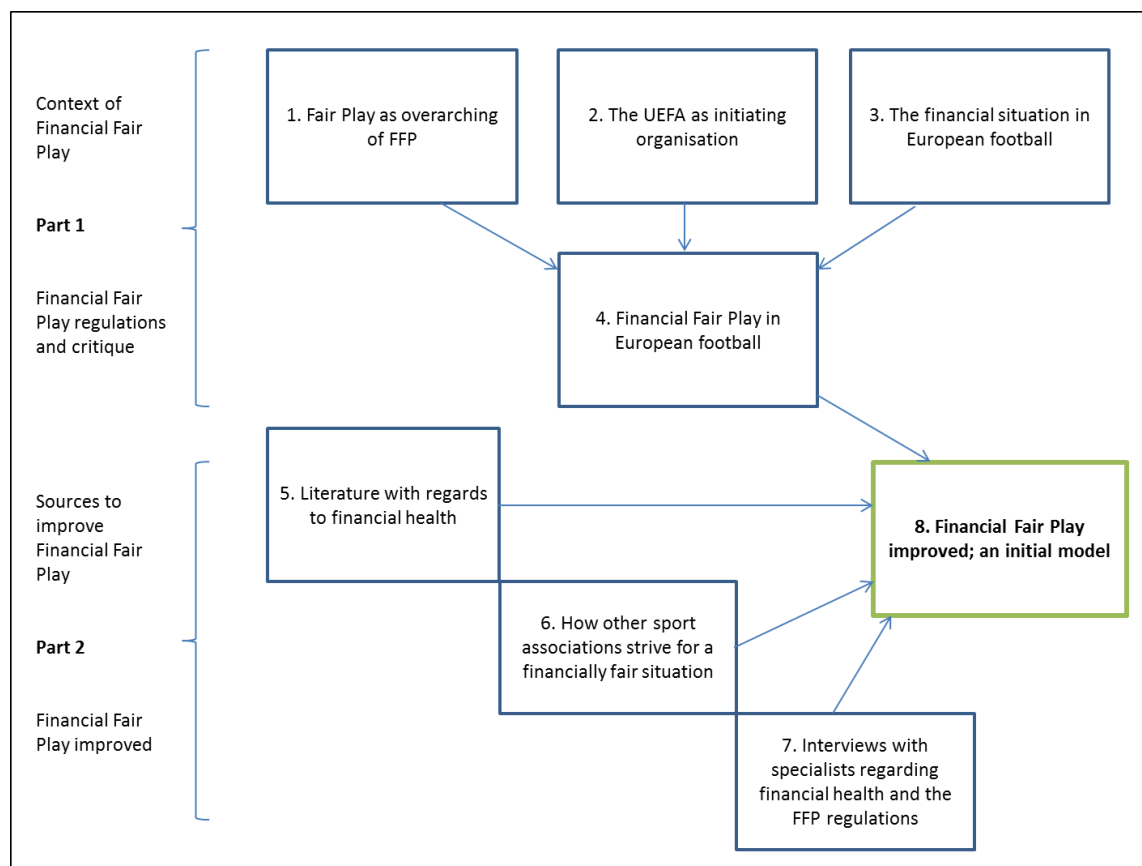 Context of
Financial Fair
Play
Part 1
Financial Fair
Play regulations
and critique
1. Fair Play as overarching
of FFP
2. The UEFA as initiating
organisation
3. The financial situation in
European football
4. Financial Fair Play in
European football
Sources to
improve
Financial Fair
Play
Part 2
Financial Fair
Play improved
5. Literature with regards
to financial health
6. How other sport
associations strive for a
financially fair situation
7. Interviews with
specialists regarding
financial health and the
FFP regulations
8. Financial Fair Play
improved; an initial model